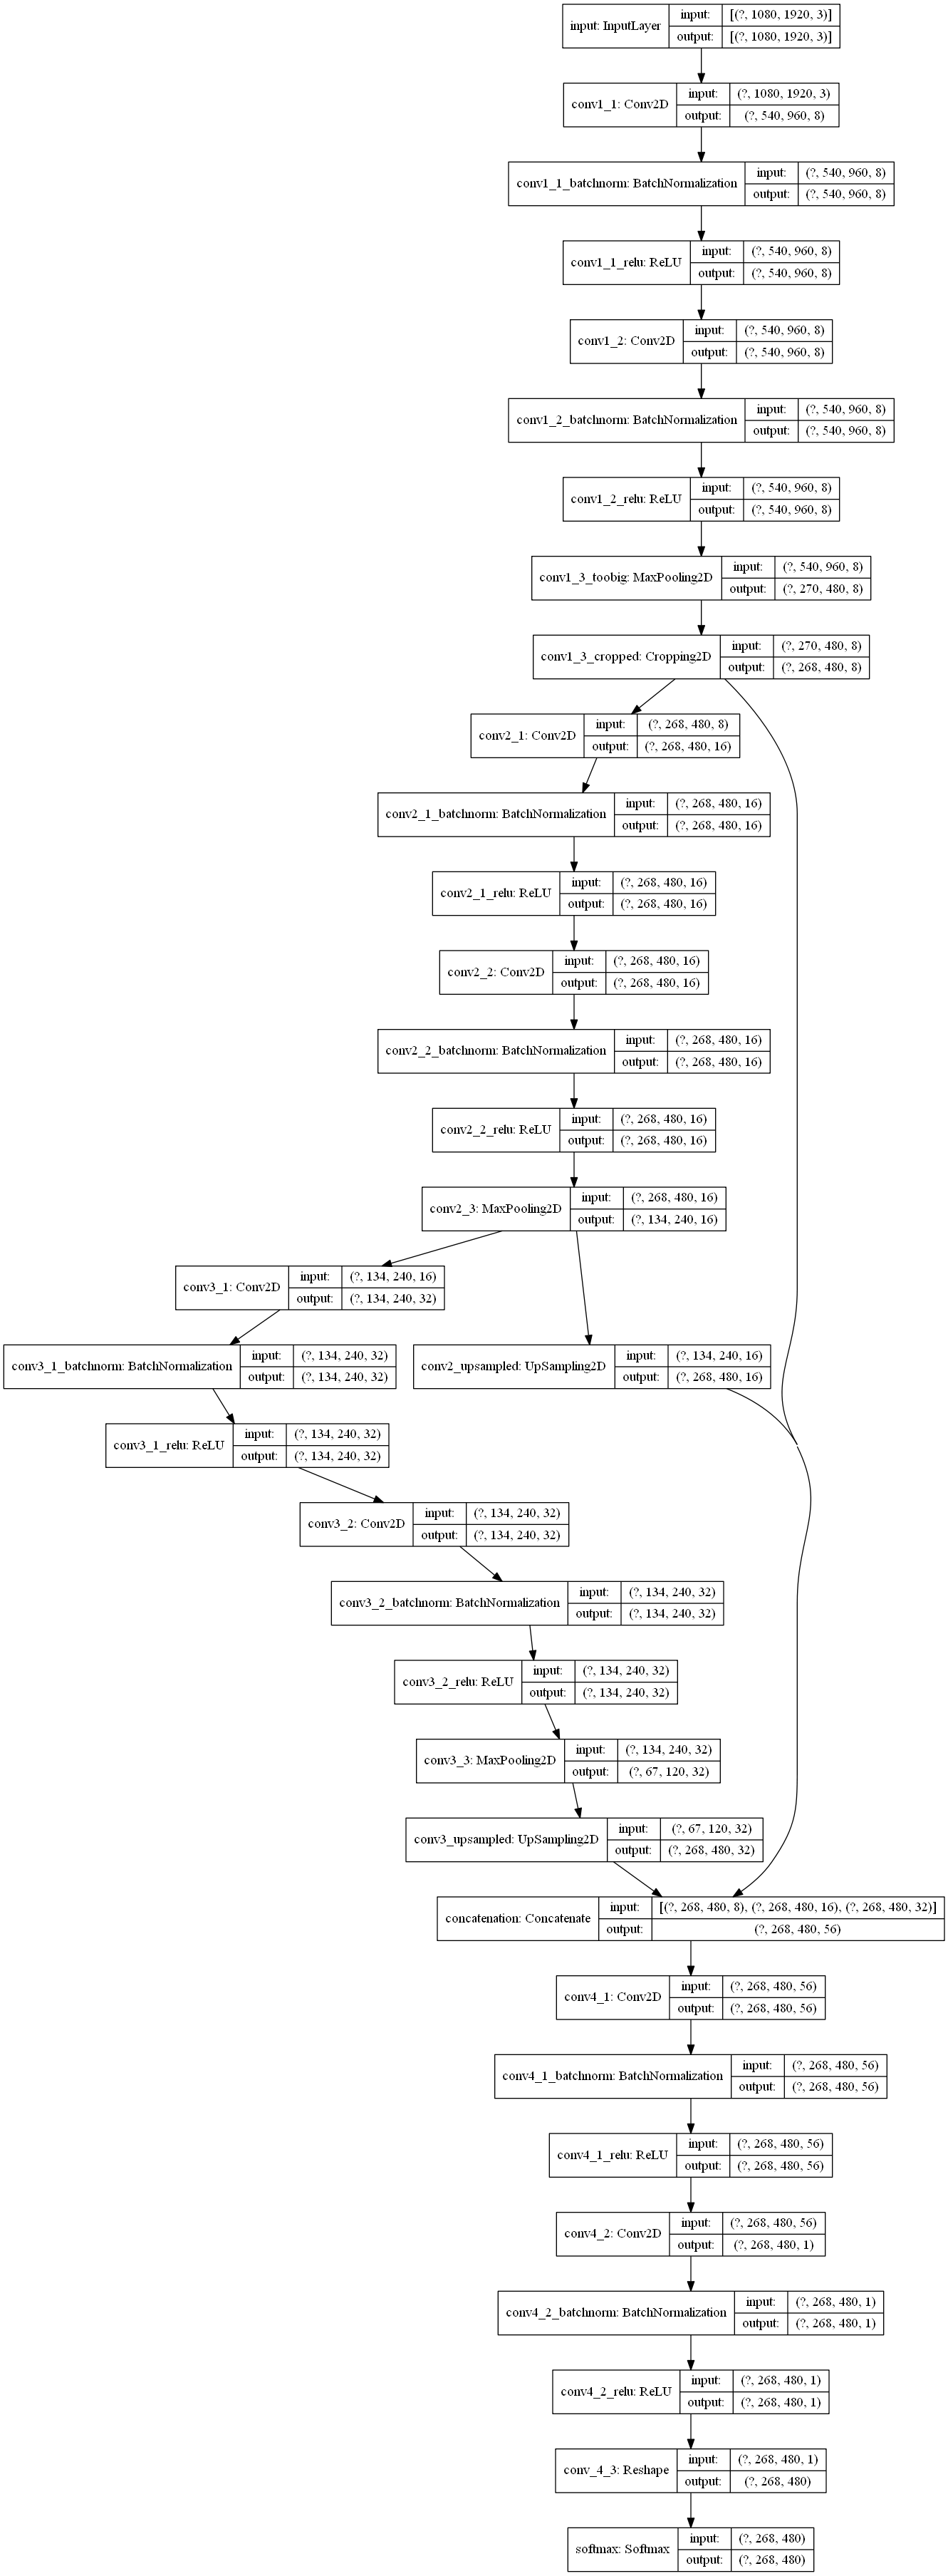 input: InputLayer
input: [(?, 1080, 1920, 3)]
output: [(?, 1080, 1920, 3)]
conv1_1: Conv2D
input: (?, 1080, 1920, 3)
output: (?, 540, 960, 8)
conv1_1_batchnorm: BatchNormalization
input: (?, 540, 960, 8)
output: (?, 540, 960, 8)
conv1_1_relu: ReLU
input: (?, 540, 960, 8)
output: (?, 540, 960, 8)
conv1_2: Conv2D
input: (?, 540, 960, 8)
output: (?, 540, 960, 8)
conv1_2_batchnorm: BatchNormalization
input: (?, 540, 960, 8)
output: (?, 540, 960, 8)
conv1_2_relu: ReLU
input: (?, 540, 960, 8)
output: (?, 540, 960, 8)
conv1_3_toobig: MaxPooling2D
input: (?, 540, 960, 8)
output: (?, 270, 480, 8)
conv1_3_cropped: Cropping2D
input: (?, 270, 480, 8)
output: (?, 268, 480, 8)
conv2_1: Conv2D
input: (?, 268, 480, 8)
output: (?, 268, 480, 16)
conv2_1_batchnorm: BatchNormalization
input: (?, 268, 480, 16)
output: (?, 268, 480, 16)
conv2_1_relu: ReLU
input: (?, 268, 480, 16)
output: (?, 268, 480, 16)
conv2_2: Conv2D
input: (?, 268, 480, 16)
output: (?, 268, 480, 16)
conv2_2_batchnorm: BatchNormalization
input: (?, 268, 480, 16)
output: (?, 268, 480, 16)
conv2_2_relu: ReLU
input: (?, 268, 480, 16)
output: (?, 268, 480, 16)
conv2_3: MaxPooling2D
input: (?, 268, 480, 16)
output: (?, 134, 240, 16)
conv3_1: Conv2D
input: (?, 134, 240, 16)
output: (?, 134, 240, 32)
conv3_1_batchnorm: BatchNormalization
input: (?, 134, 240, 32)
output: (?, 134, 240, 32)
conv2_upsampled: UpSampling2D
input: (?, 134, 240, 16)
output: (?, 268, 480, 16)
conv3_1_relu: ReLU
input: (?, 134, 240, 32)
output: (?, 134, 240, 32)
conv3_2: Conv2D
input: (?, 134, 240, 32)
output: (?, 134, 240, 32)
conv3_2_batchnorm: BatchNormalization
input: (?, 134, 240, 32)
output: (?, 134, 240, 32)
conv3_2_relu: ReLU
input: (?, 134, 240, 32)
output: (?, 134, 240, 32)
conv3_3: MaxPooling2D
input: (?, 134, 240, 32)
output: (?, 67, 120, 32)
conv3_upsampled: UpSampling2D
input: (?, 67, 120, 32)
output: (?, 268, 480, 32)
concatenation: Concatenate
input: [(?, 268, 480, 8), (?, 268, 480, 16), (?, 268, 480, 32)]
output: (?, 268, 480, 56)
conv4_1: Conv2D
input: (?, 268, 480, 56)
output: (?, 268, 480, 56)
conv4_1_batchnorm: BatchNormalization
input: (?, 268, 480, 56)
output: (?, 268, 480, 56)
conv4_1_relu: ReLU
input: (?, 268, 480, 56)
output: (?, 268, 480, 56)
conv4_2: Conv2D
input: (?, 268, 480, 56)
output: (?, 268, 480, 1)
conv4_2_batchnorm: BatchNormalization
input: (?, 268, 480, 1)
output: (?, 268, 480, 1)
conv4_2_relu: ReLU
input: (?, 268, 480, 1)
output: (?, 268, 480, 1)
conv_4_3: Reshape
input: (?, 268, 480, 1)
output: (?, 268, 480)
softmax: Softmax
input: (?, 268, 480)
output: (?, 268, 480)